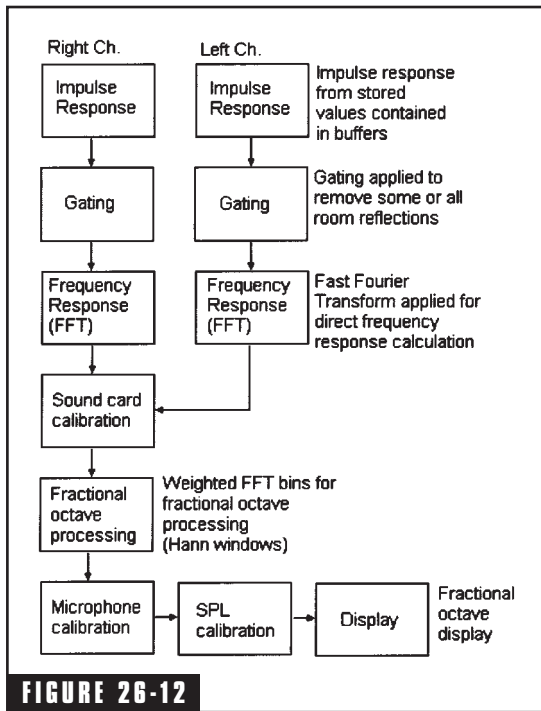 Right Ch.
Left Ch.
Impulse
Response
Impulse
Response
Impulse response
from stored
values contained
in buffers
Gating
Gating
Gating applied to
remove some or all
room reflections
Frequency
Response
(FFT)
Frequency
Response
(FFT)
Fast Fourier
Transform applied for
direct frequency
response calculation
Sound card
calibration
Fractional
octave
processing
Weighted FFT bins for
fractional octave
processing
(Hann windows)
Microphone
calibration
SPL
calibration
Display
Fractional
octave
display
FIGURE 26-12